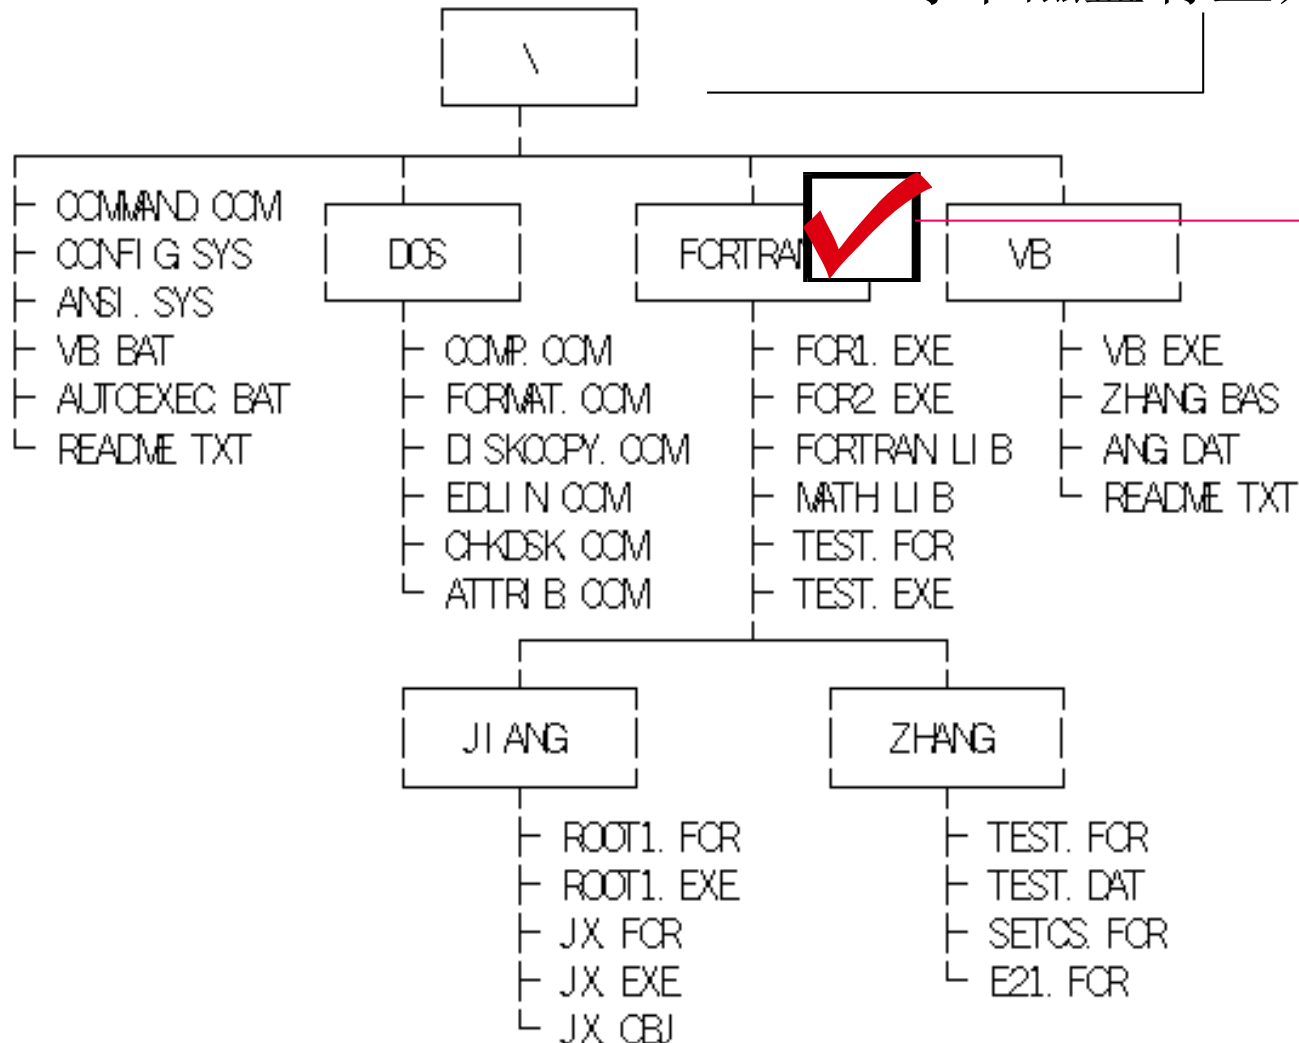 \
COMMAND.COM
CONFIG.SYS
ANSI.SYS
VB.BAT
AUTOEXEC.BAT
README.TXT
DOS
COMP.COM
FORMAT.COM
DISKCOPY.COM
EDLIN.COM
CHKDSK.COM
ATTRIB.COM
FORTRAN
FOR1.EXE
FOR2.EXE
FORTRAN.LIB
MATH.LIB
TEST.FOR
TEST.EXE
VB
VB.EXE
ZHANG.BAS
ANG.DAT
README.TXT
JIANG
ROOT1.FOR
ROOT1.EXE
JX.FOR
JX.EXE
JX.OBJ
ZHANG
TEST.FOR
TEST.DAT
SETCS.FOR
E21.FOR